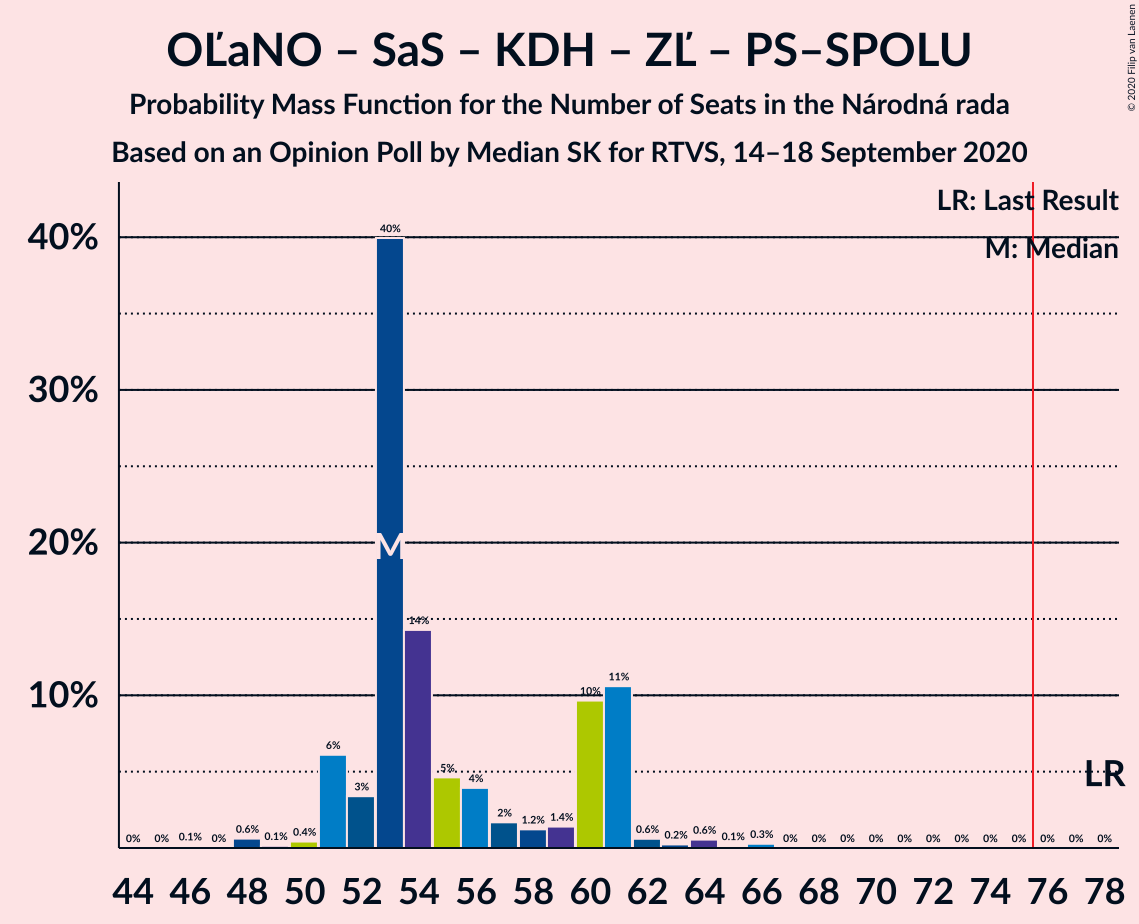 OĽaNO – SaS – KDH – ZĽ – PS–SPOLU
Probability Mass Function for the Number of Seats in the Národná rada
Based on an Opinion Poll by Median SK for RTVS, 14–18 September 2020
© 2020 Filip van Laenen
LR: Last Result
M: Median
40%
30%
20%
10%
0% 0% 0.1% 0% 0.6% 0.1% 0.4% 6% 3% 40% 14% 5% 4% 2% 1.2% 1.4% 10% 11% 0.6% 0.2% 0.6% 0.1% 0.3% 0% 0% 0% 0% 0% 0% 0% 0% 0% 0% 0% 0%
M
LR
44 46 48 50 52 54 56 58 60 62 64 66 68 70 72 74 76 78